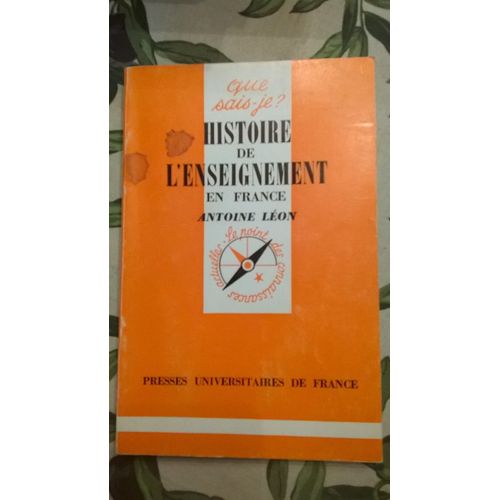 que
sais-je?
HISTOIRE
DE
L'ENSEIGNEMENT
EN FRANCE
ANTOINE LÉON
le point des connaissances actuelles
PRESSES UNIVERSITAIRES DE FRANCE